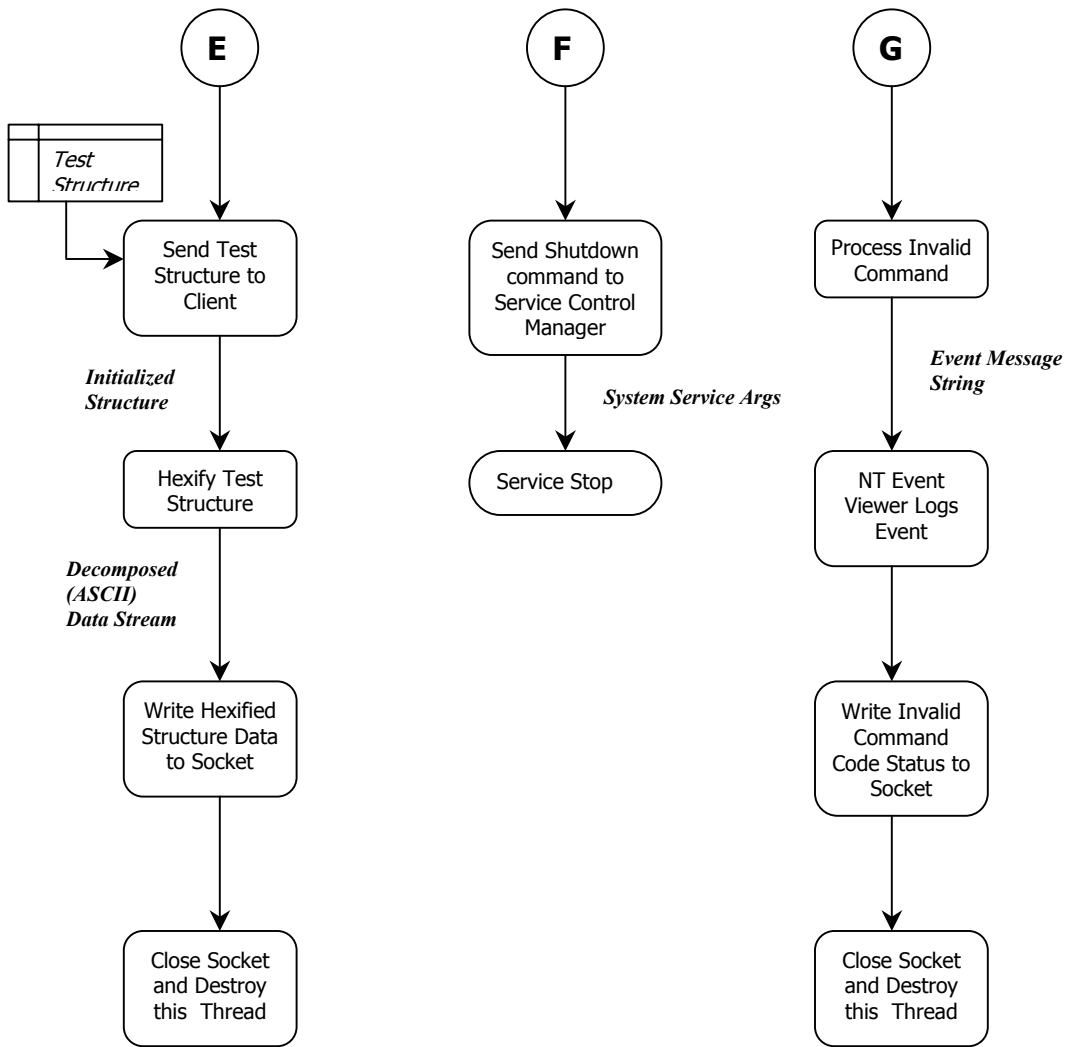 E
Test
Structure
Send Test
Structure to
Client
Initialized
Structure
Hexify Test
Structure
Decomposed
(ASCII)
Data Stream
Write Hexified
Structure Data
to Socket
Close Socket
and Destroy
this Thread
F
Send Shutdown
command to
Service Control
Manager
System Service Args
Service Stop
G
Process Invalid
Command
Event Message
String
NT Event
Viewer Logs
Event
Write Invalid
Command
Code Status to
Socket
Close Socket
and Destroy
this Thread